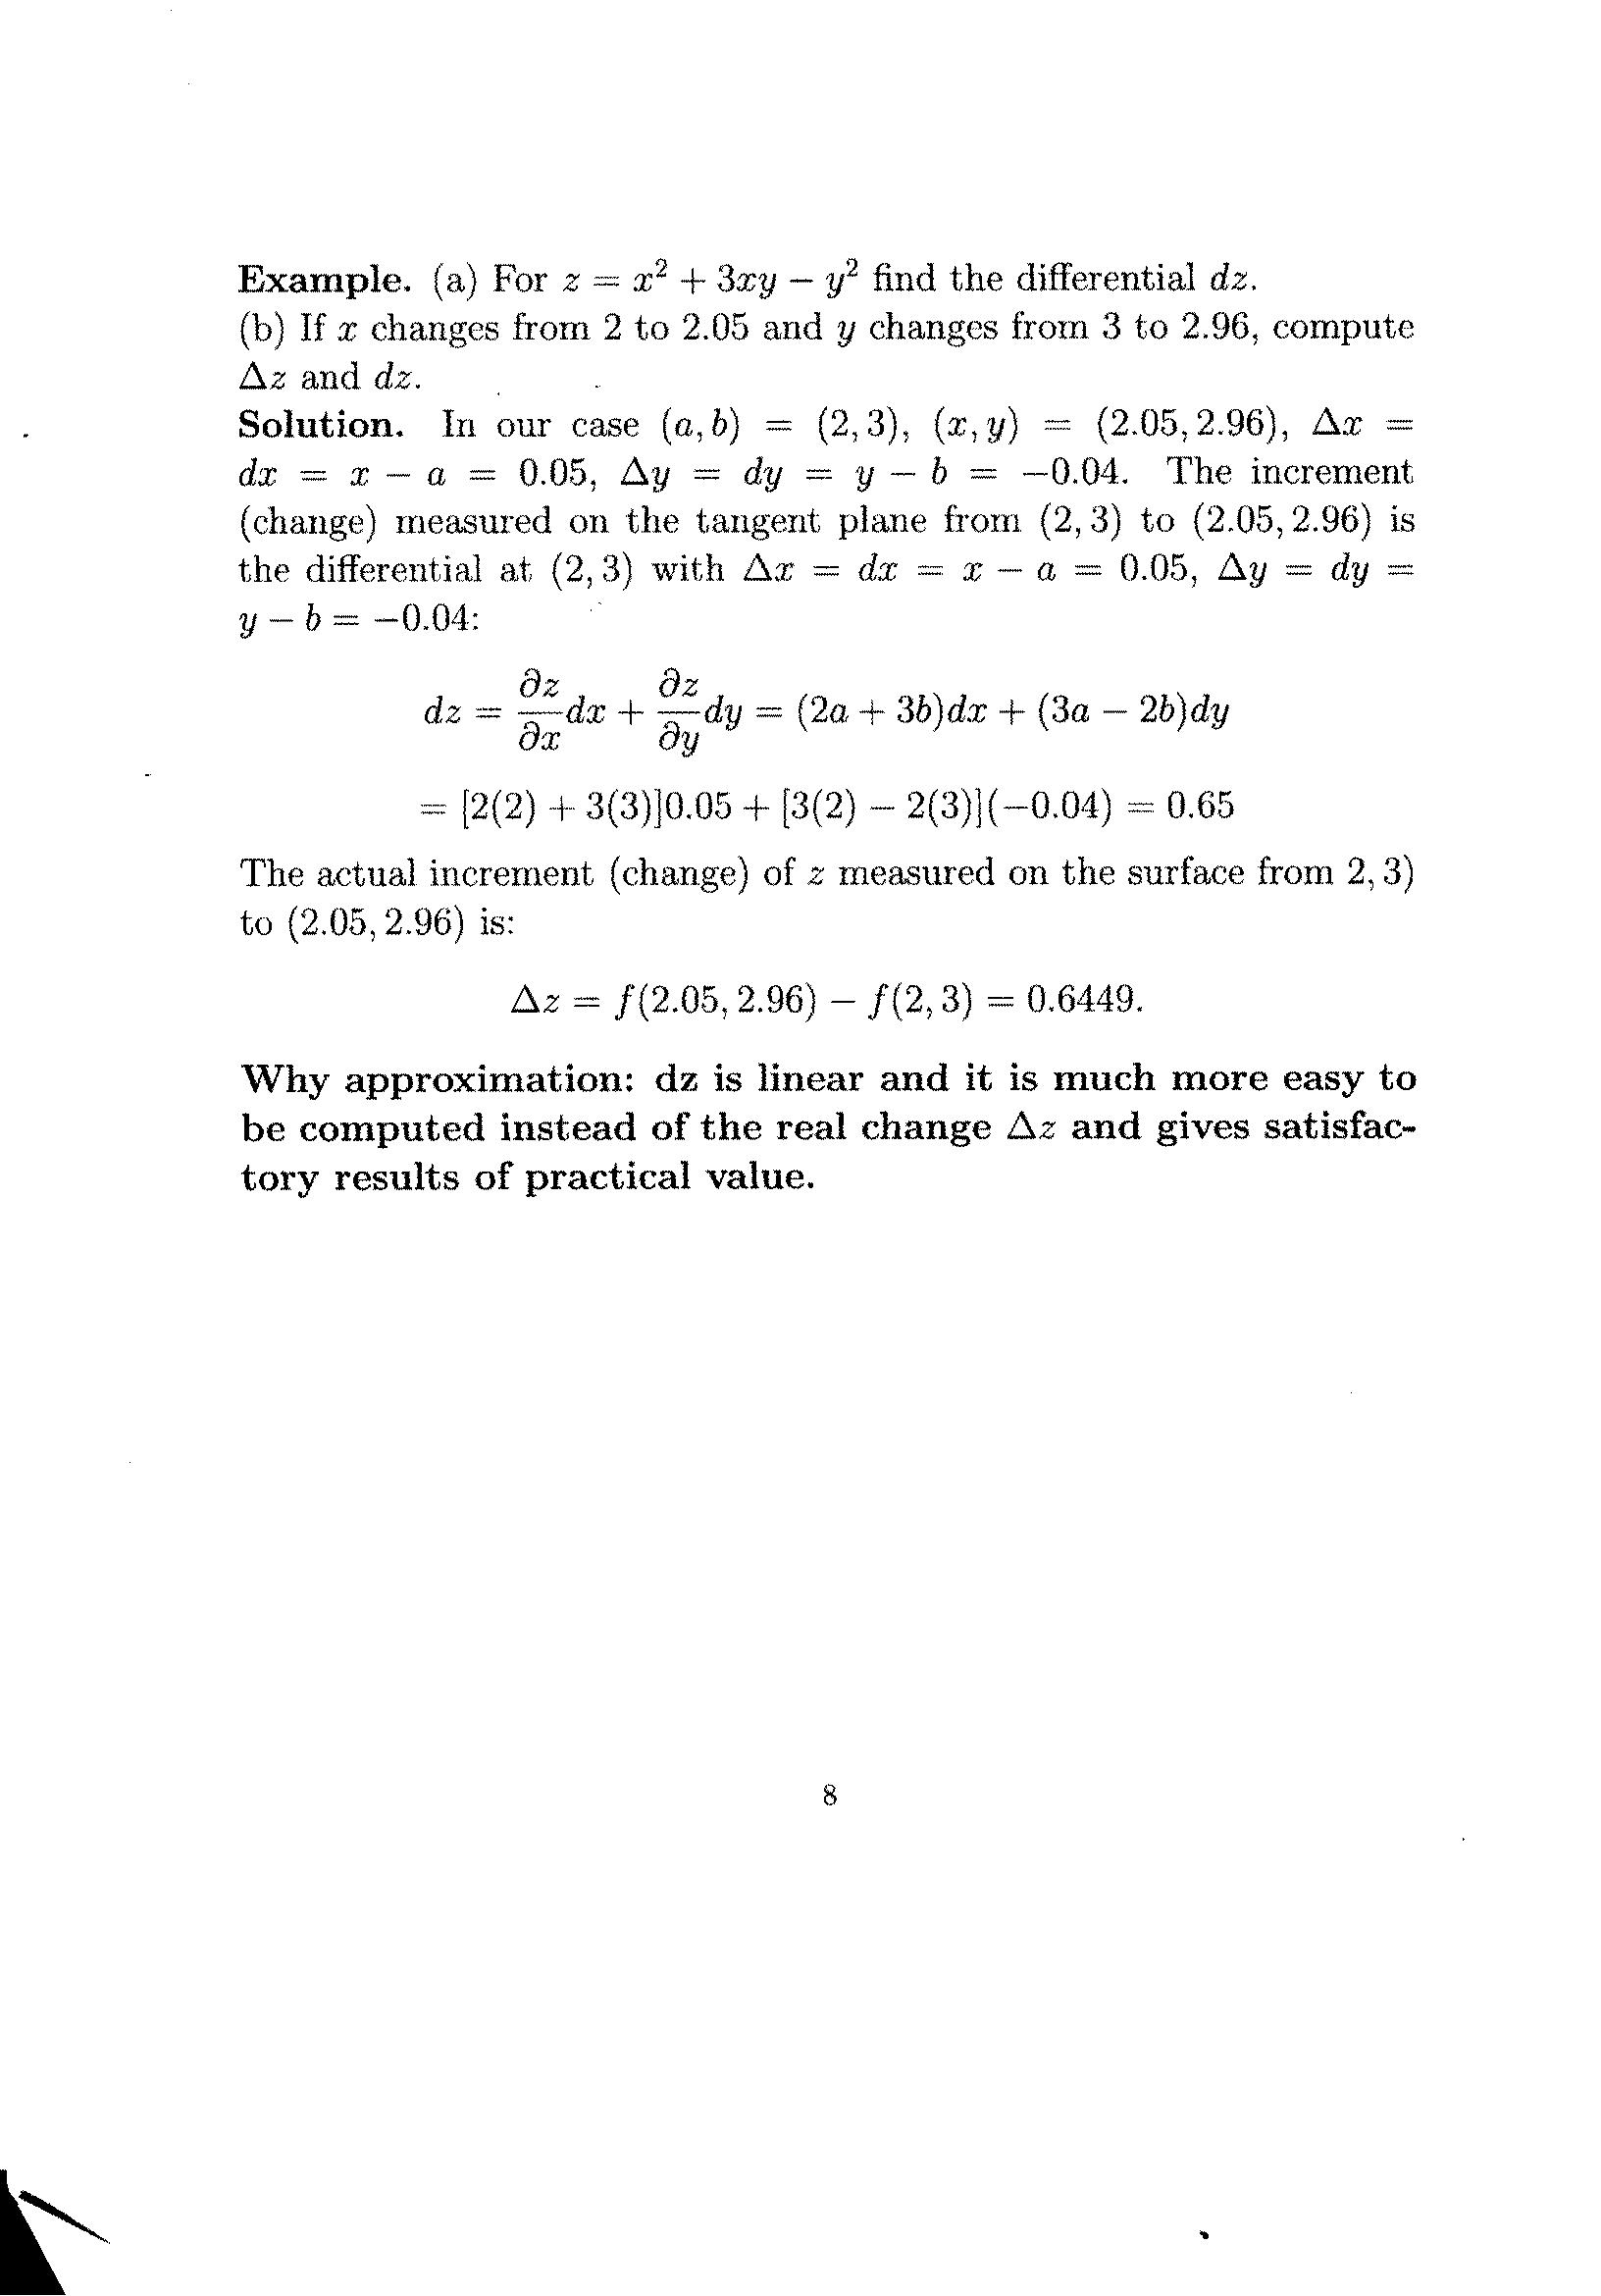 Example. (a) For z = x² + 3xy − y² find the differential dz.
(b) If x changes from 2 to 2.05 and y changes from 3 to 2.96, compute
Δz and dz.
Solution. In our case (a, b) = (2, 3), (x, y) = (2.05, 2.96), Δx =
dx = x − a = 0.05, Δy = dy = y − b = −0.04. The increment
(change) measured on the tangent plane from (2, 3) to (2.05, 2.96) is
the differential at (2, 3) with Δx = dx = x − a = 0.05, Δy = dy =
y − b = −0.04:
dz = ∂z/∂x dx + ∂z/∂y dy = (2a + 3b)dx + (3a − 2b)dy
= [2(2) + 3(3)]0.05 + [3(2) − 2(3)](−0.04) = 0.65
The actual increment (change) of z measured on the surface from 2, 3)
to (2.05, 2.96) is:
Δz = f(2.05, 2.96) − f(2, 3) = 0.6449.
Why approximation: dz is linear and it is much more easy to
be computed instead of the real change Δz and gives satisfac-
tory results of practical value.
8